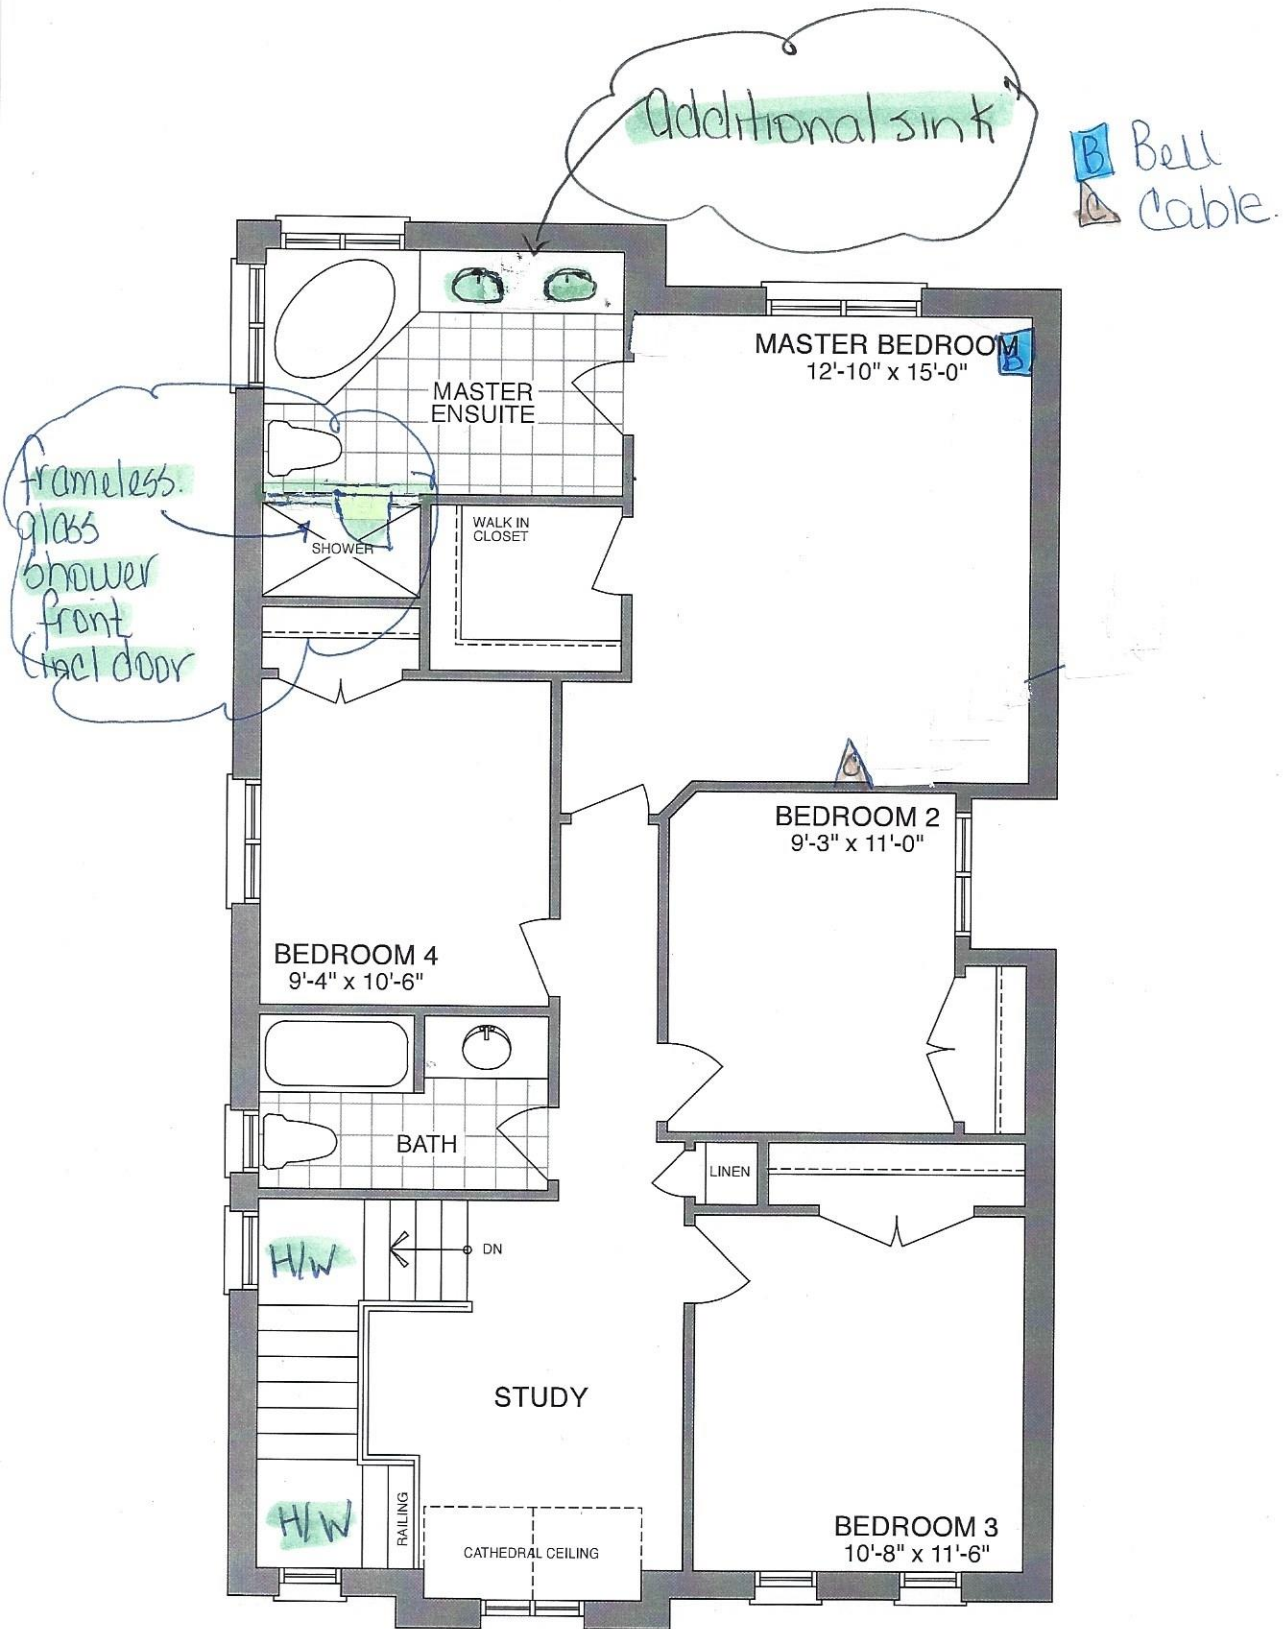 Additional sink
B Bell
C Cable.
MASTER BEDROOM
12'-10" x 15'-0"
B
MASTER
ENSUITE
frameless.
glass
shower
front
(incl door
SHOWER
WALK IN
CLOSET
C
BEDROOM 2
9'-3" x 11'-0"
BEDROOM 4
9'-4" x 10'-6"
BATH
LINEN
H/W
DN
STUDY
H/W
RAILING
CATHEDRAL CEILING
BEDROOM 3
10'-8" x 11'-6"